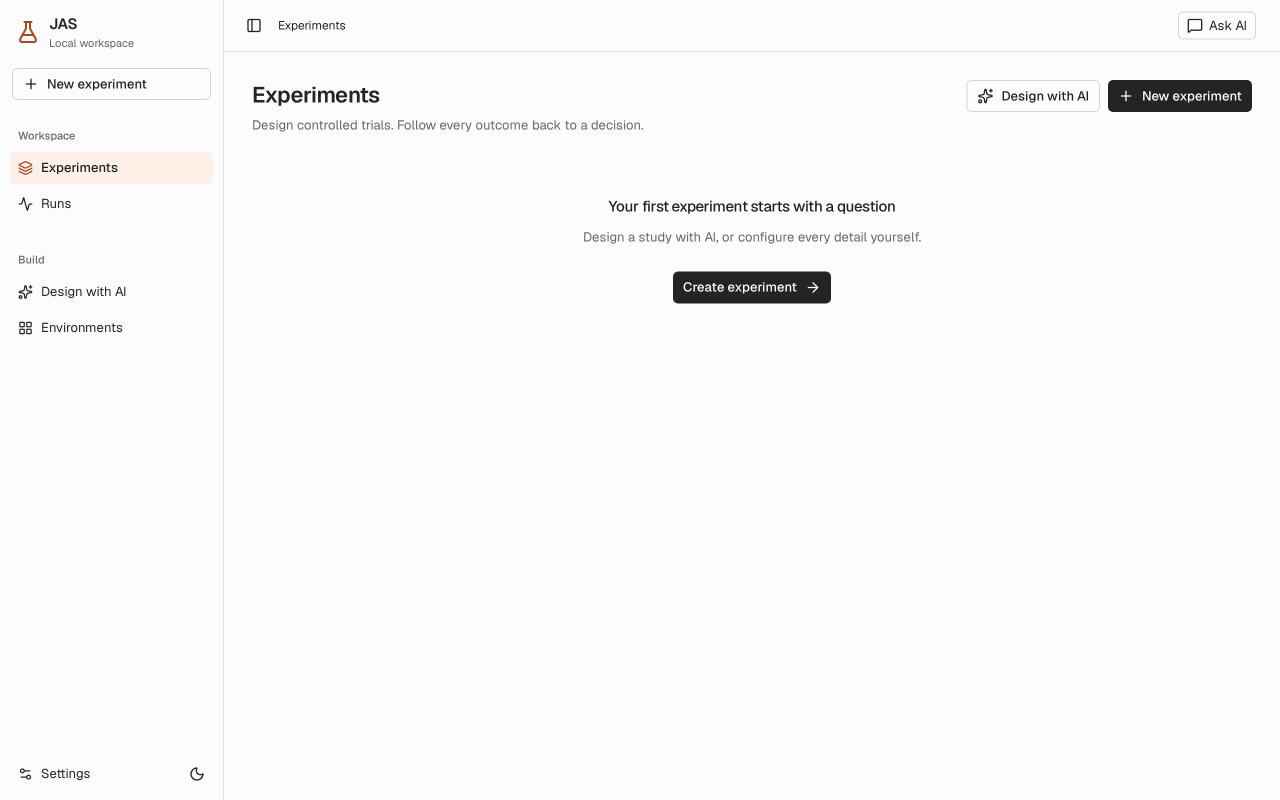 JAS
Local workspace
New experiment
Workspace
Experiments
Runs
Build
Design with AI
Environments
Settings
Experiments
Ask AI
Experiments
Design with AI
New experiment
Design controlled trials. Follow every outcome back to a decision.
Your first experiment starts with a question
Design a study with AI, or configure every detail yourself.
Create experiment